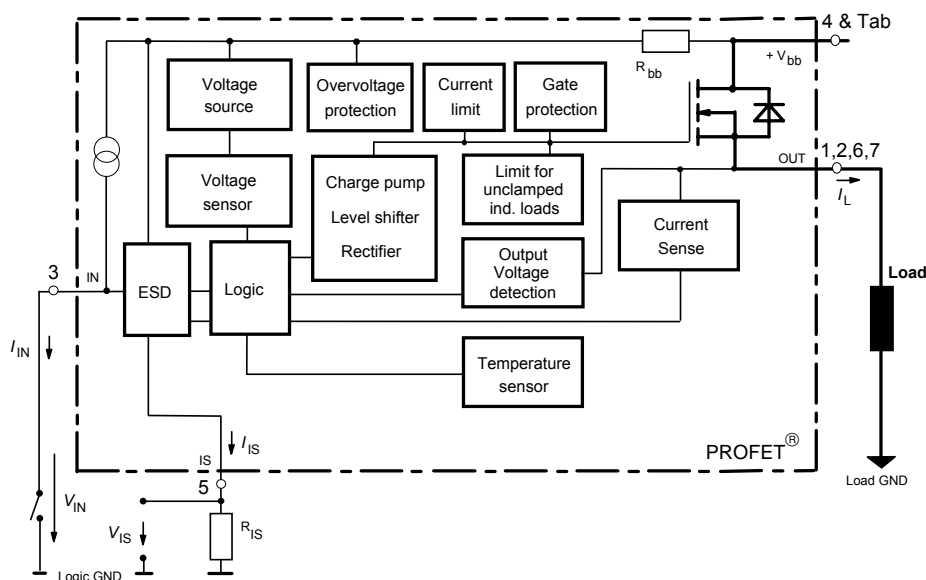 4 & Tab
R bb
+ V bb
Voltage
source
Overvoltage
protection
Current
limit
Gate
protection
OUT
1,2,6,7
I L
Voltage
sensor
Charge pump
Level shifter
Rectifier
Limit for
unclamped
ind. loads
Current
Sense
3
IN
ESD
Logic
Output
Voltage
detection
Load
I IN
Temperature
sensor
I IS
PROFET®
IS
5
Load GND
V IN
V IS
R IS
Logic GND